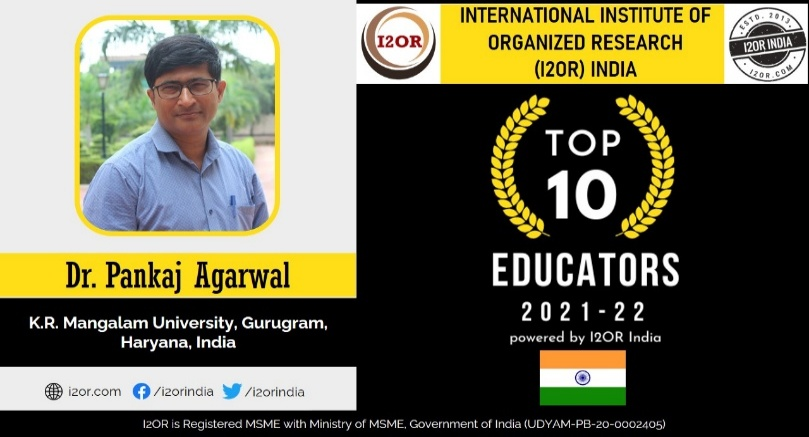 Dr. Pankaj Agarwal
K.R. Mangalam University, Gurugram,
Haryana, India
i2or.com /i2orindia /i2orindia
I2OR
INTERNATIONAL INSTITUTE OF
ORGANIZED RESEARCH
(I2OR) INDIA
ESTD. 2013
I2OR INDIA
I2OR.COM
TOP
10
EDUCATORS
2021-22
powered by I2OR India
I2OR is Registered MSME with Ministry of MSME, Government of India (UDYAM-PB-20-0002405)